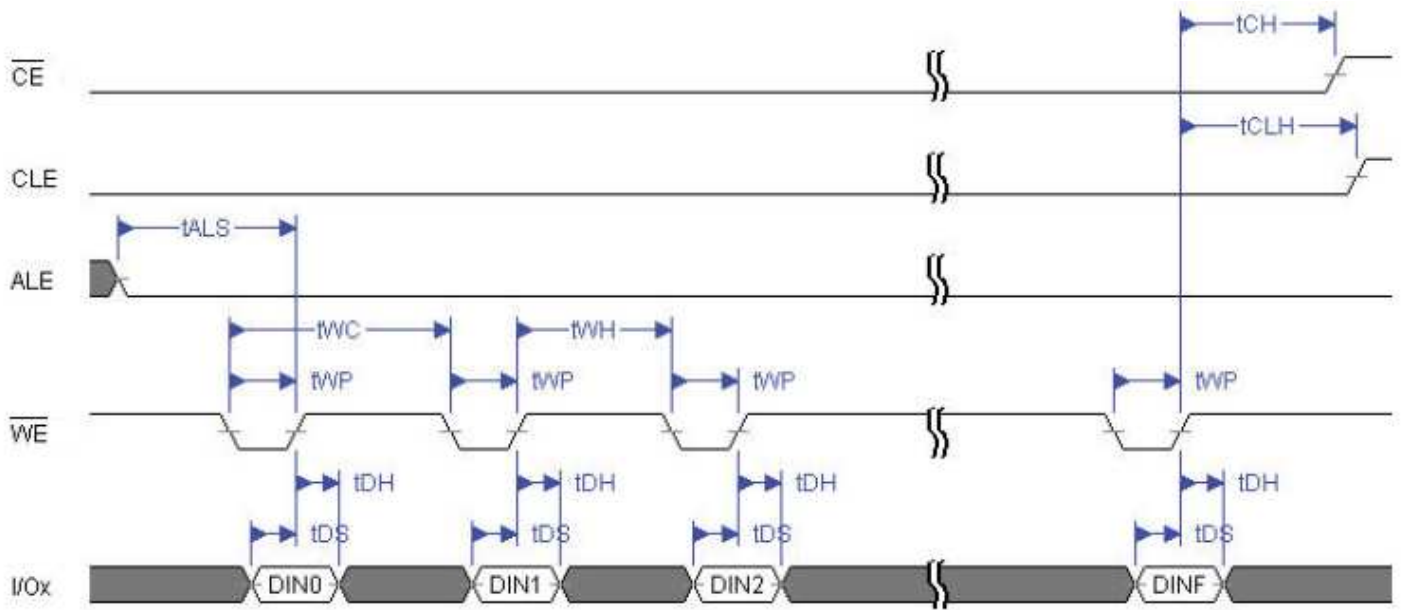 tCH
CE
tCLH
CLE
tALS
ALE
tWC tWH
tWP tWP tWP tWP
WE
tDH tDH tDH tDH
tDS tDS tDS tDS
I/Ox DIN0 DIN1 DIN2 DINF